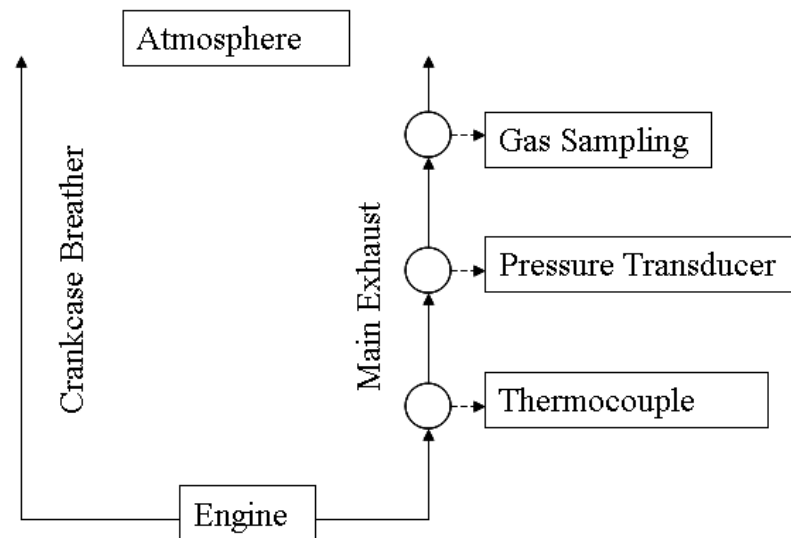 Atmosphere
Gas Sampling
Crankcase Breather
Main Exhaust
Pressure Transducer
Thermocouple
Engine